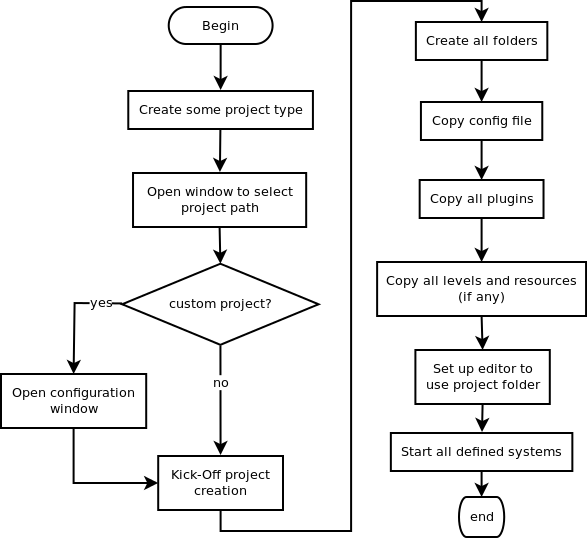 Begin
Create some project type
Open window to select
project path
custom project?
yes
no
Open configuration
window
Kick-Off project
creation
Create all folders
Copy config file
Copy all plugins
Copy all levels and resources
(if any)
Set up editor to
use project folder
Start all defined systems
end